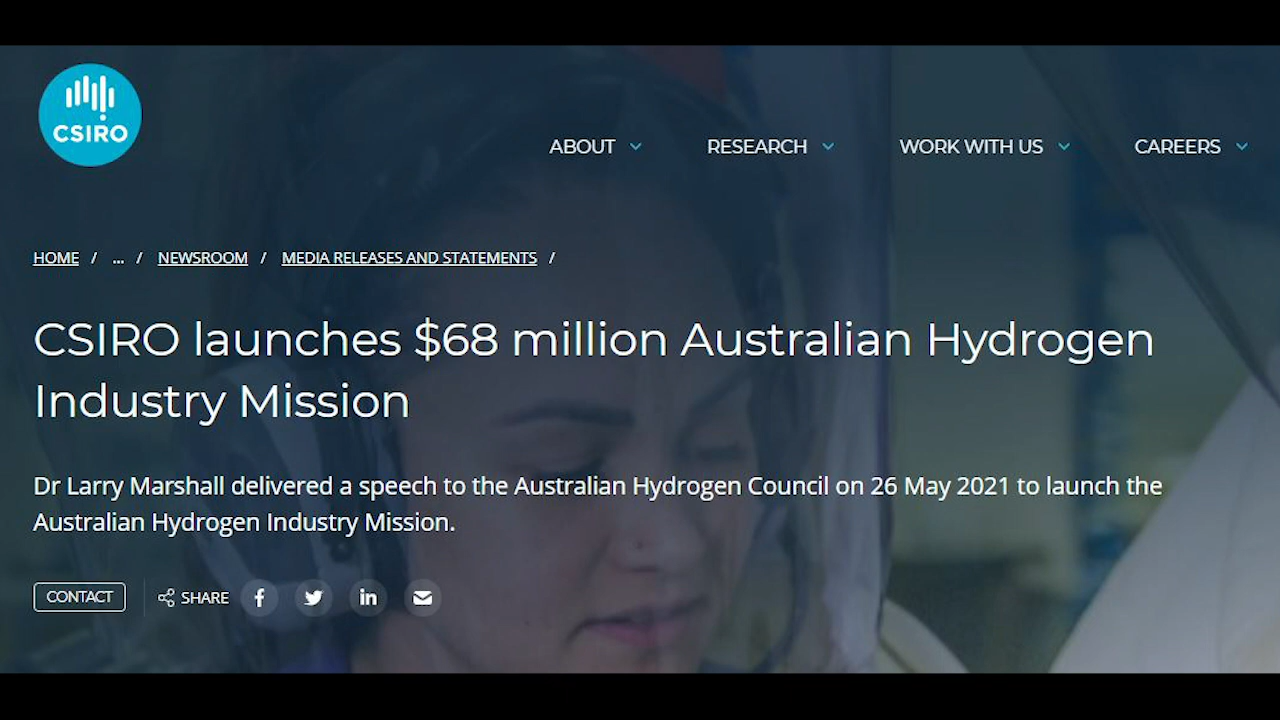 CSIRO
ABOUT RESEARCH WORK WITH US CAREERS
HOME / ... / NEWSROOM / MEDIA RELEASES AND STATEMENTS /
CSIRO launches $68 million Australian Hydrogen
Industry Mission
Dr Larry Marshall delivered a speech to the Australian Hydrogen Council on 26 May 2021 to launch the
Australian Hydrogen Industry Mission.
CONTACT SHARE